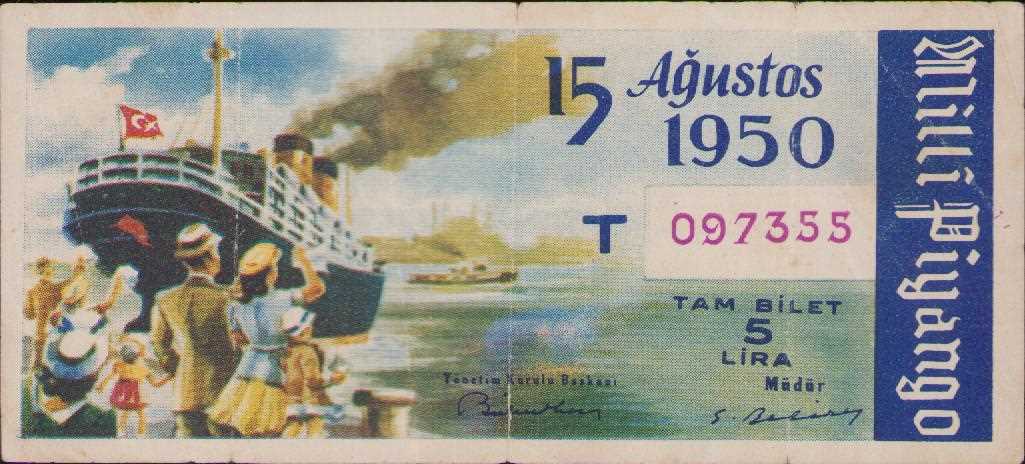 15 Ağustos
1950
T 097355
TAM BİLET
5
LİRA
Yönetim Kurulu Başkanı
Müdür
Milli Piyango